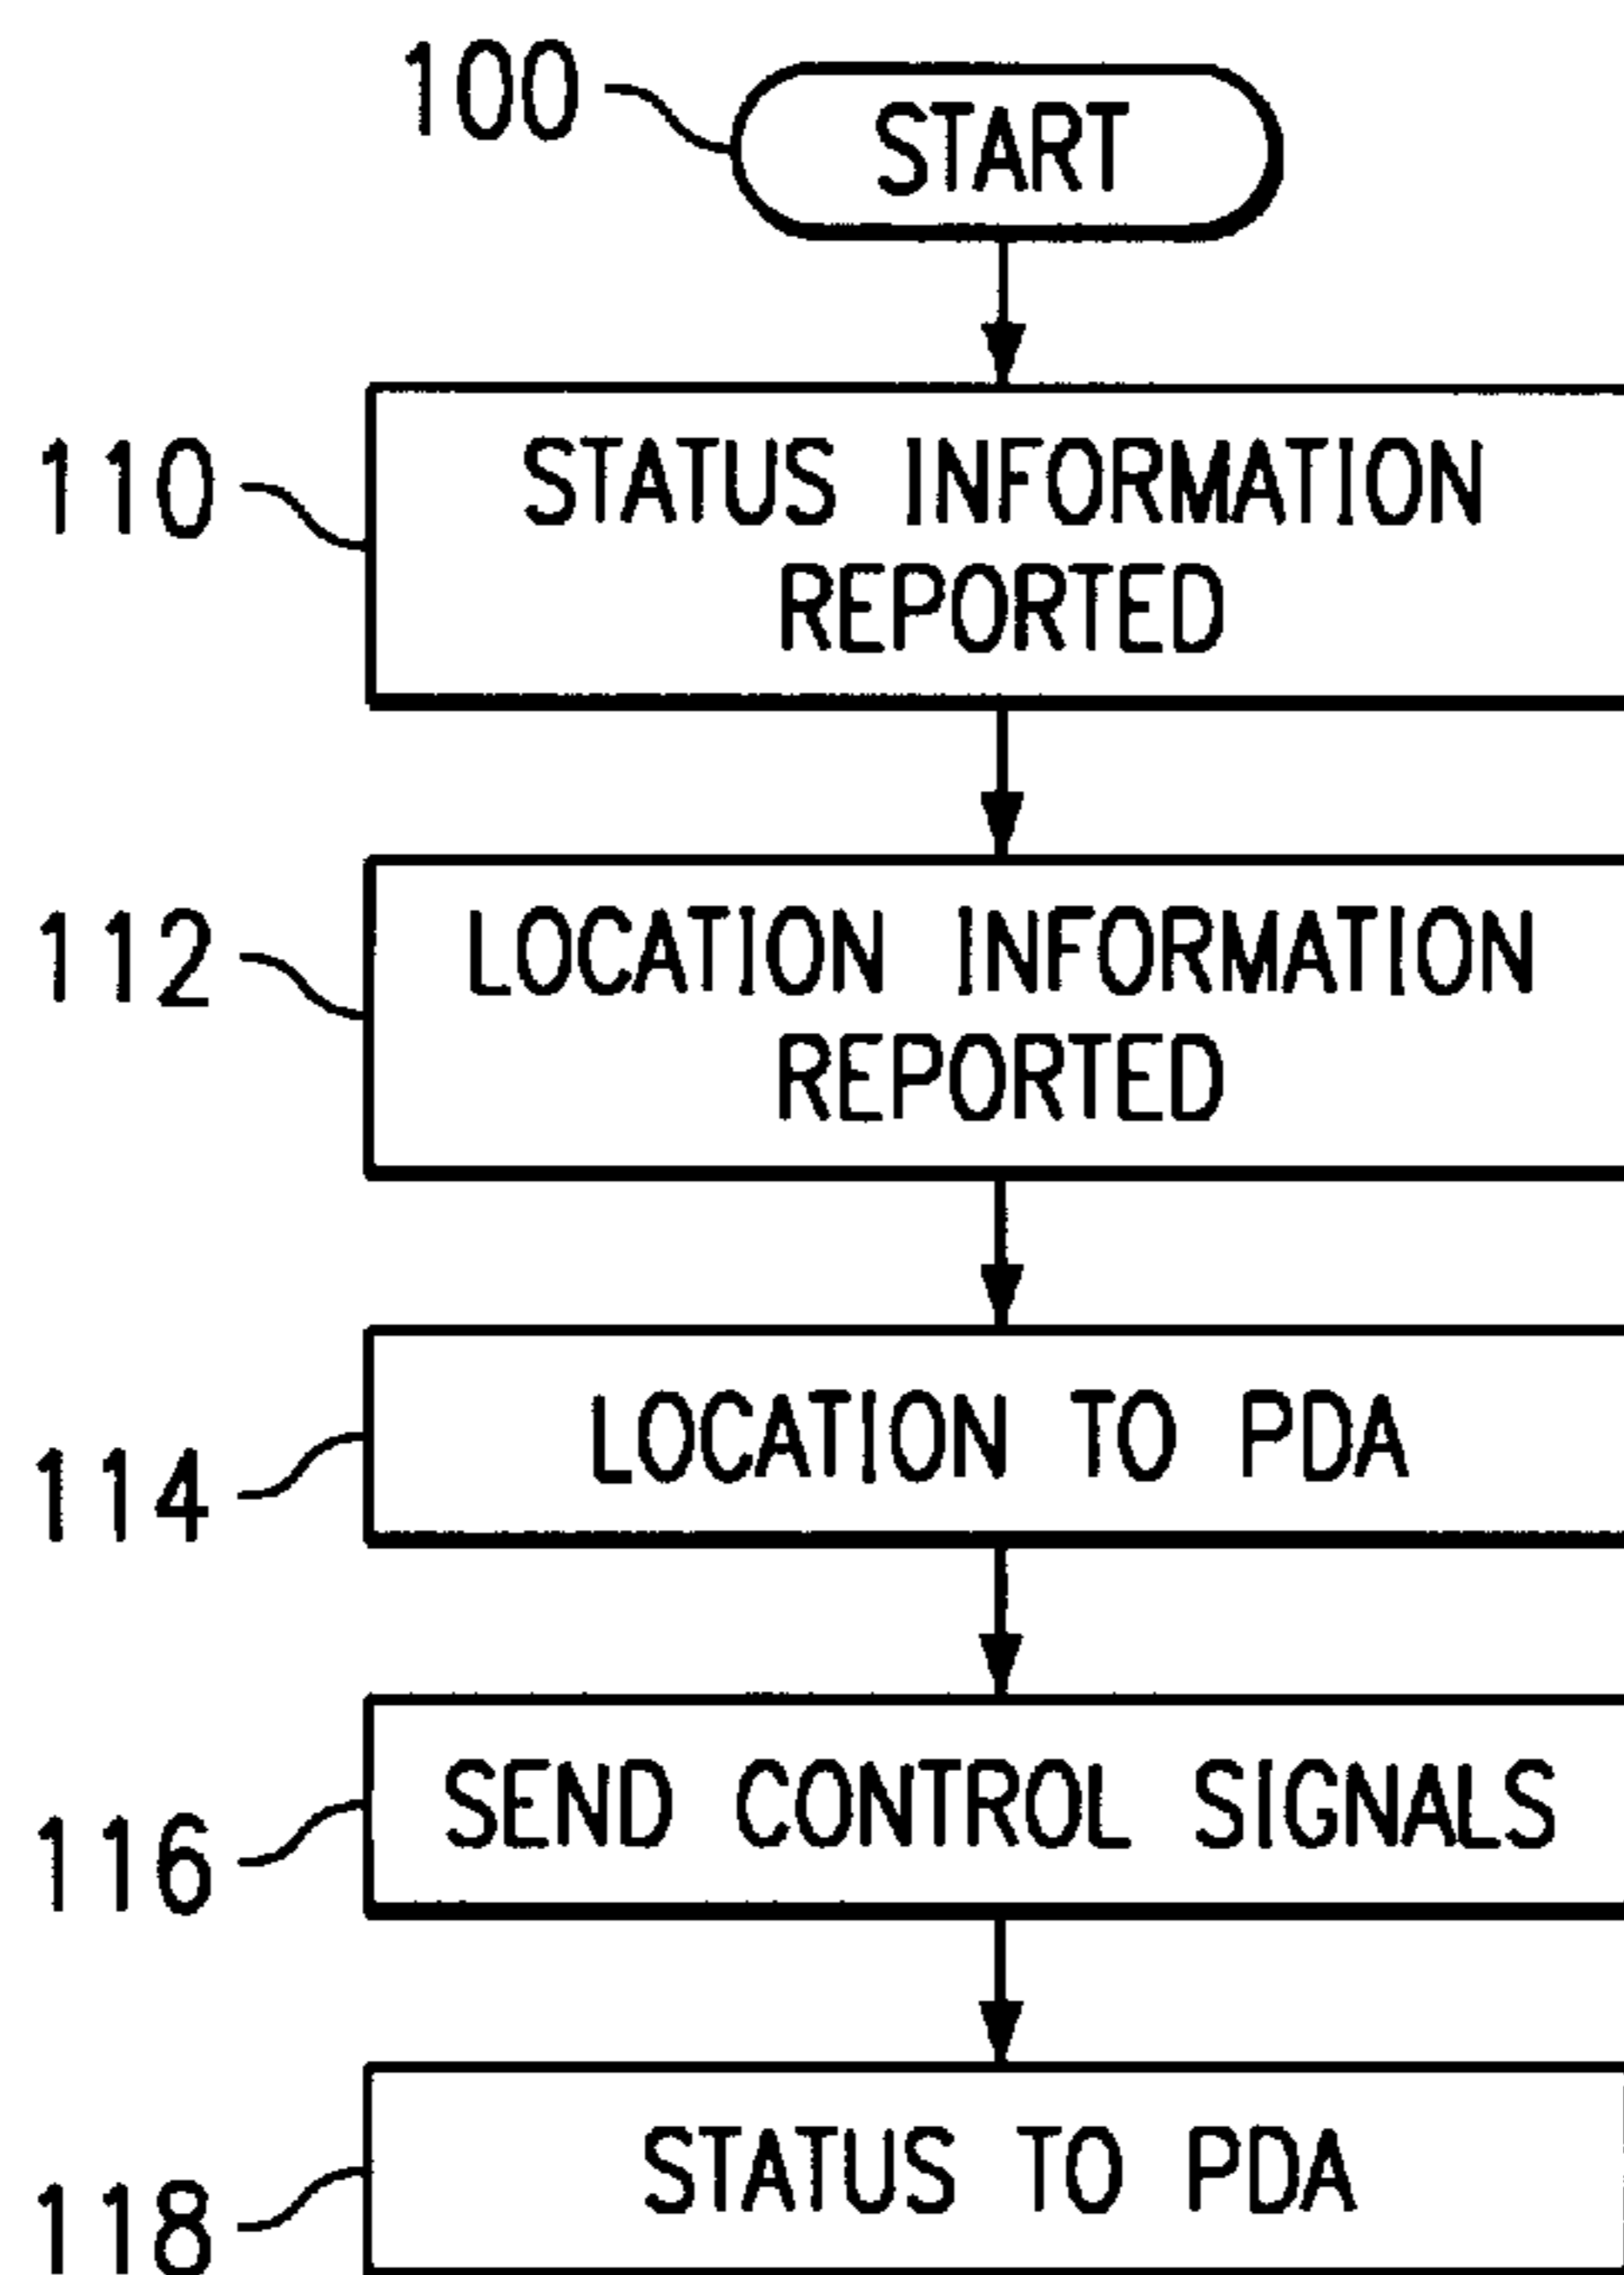 100
START
110
STATUS INFORMATION
REPORTED
112
LOCATION INFORMATION
REPORTED
114
LOCATION TO PDA
116
SEND CONTROL SIGNALS
118
STATUS TO PDA